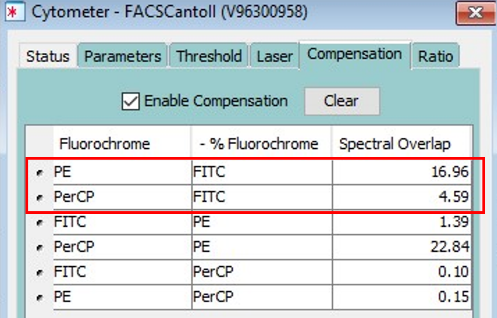 Cytometer - FACSCantoII (V96300958)
Status Parameters Threshold Laser Compensation Ratio
Enable Compensation Clear
Fluorochrome - % Fluorochrome Spectral Overlap
PE FITC 16.96
PerCP FITC 4.59
FITC PE 1.39
PerCP PE 22.84
FITC PerCP 0.10
PE PerCP 0.15